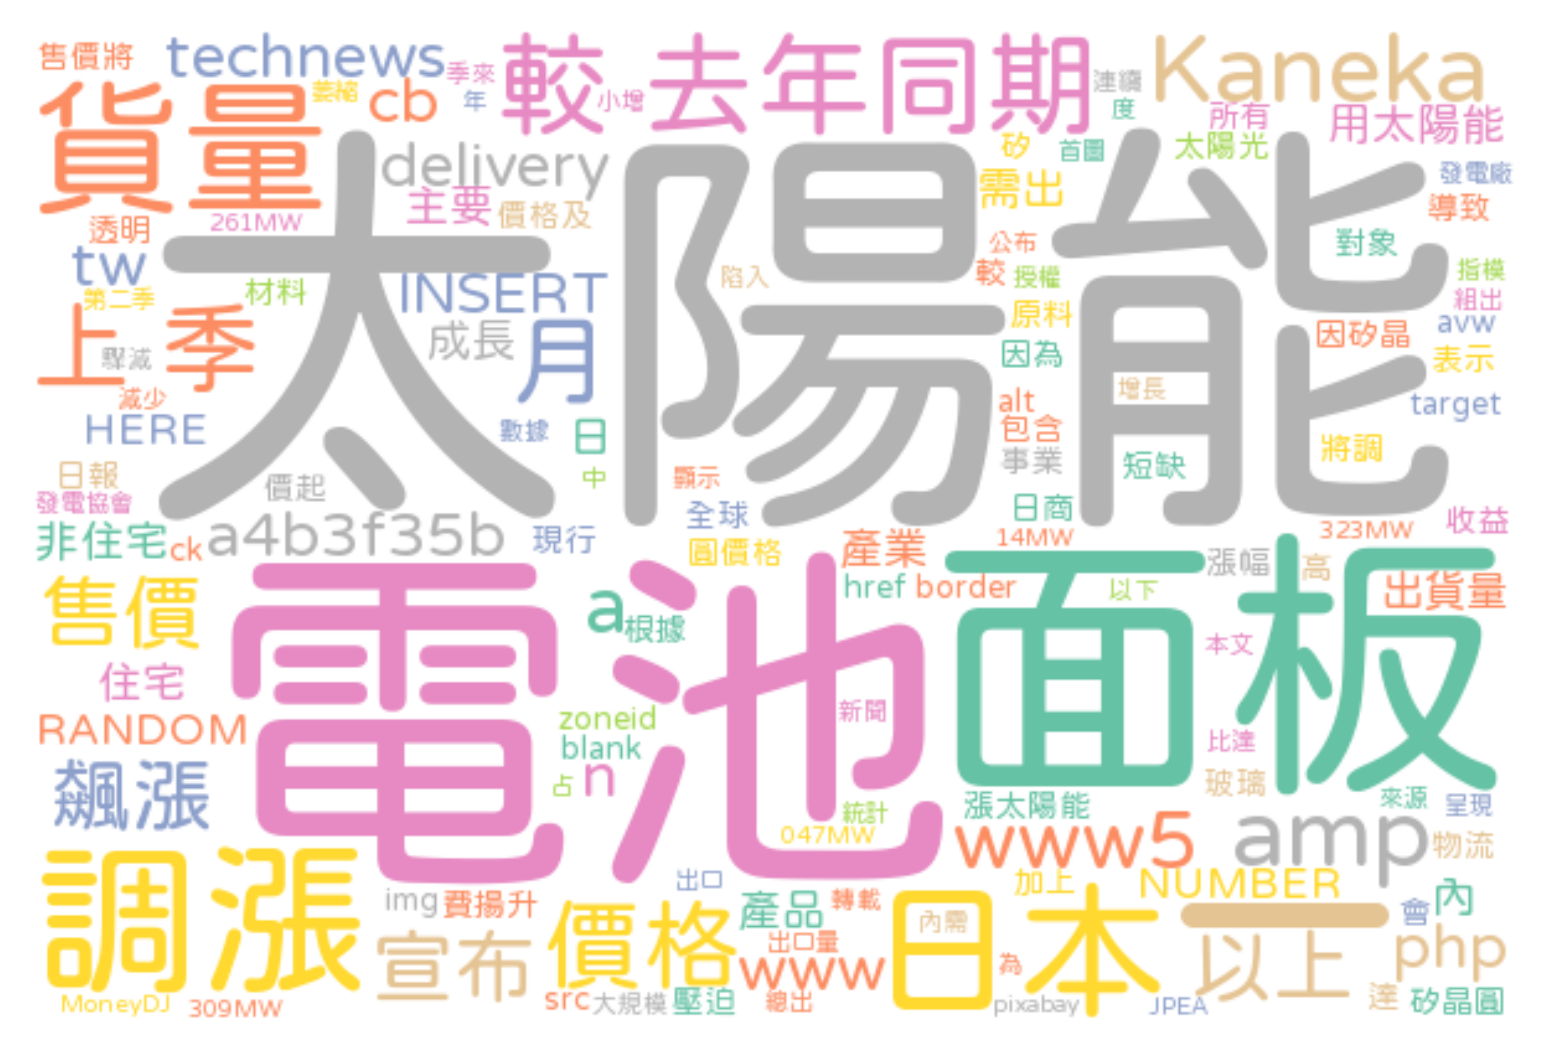 售價將 technews 季來 較 去年同期 連續 Kaneka
貨量 萎縮 cb 年 小增 度 所有 用太陽能
delivery 矽 首圖 太陽光 發電廠
透明 261MW 主要 價格及 需出 導致
太陽能
tw 公布 對象
第二季 材料 INSERT 陷入 較 授權 指模
上季 成長 月 原料 組出
驟減 因為 因矽晶 avw
減少 增長 表示
HERE 數據 日 alt target
包含
日報 價起 中 顯示 事業 短缺 將調
發電協會 全球 日商 收益
非住宅 ck a4b3f35b 現行 圓價格 產業 14MW 323MW
電池 面板
售價 a 根據 href border 以下 漲幅 高 出貨量
住宅 本文
RANDOM zoneid 新聞 比達
blank
飆漲 占 n 統計 漲太陽能 玻璃 來源 呈現
047MW www5 amp 物流
調漲 img 費揚升 出口 加上 NUMBER 一 會 內
宣布 價格 產品 轉載 日本 內需 以上 php
出口量 www 為
MoneyDJ 309MW src 大規模 壓迫 總出 pixabay JPEA 達 矽晶圓